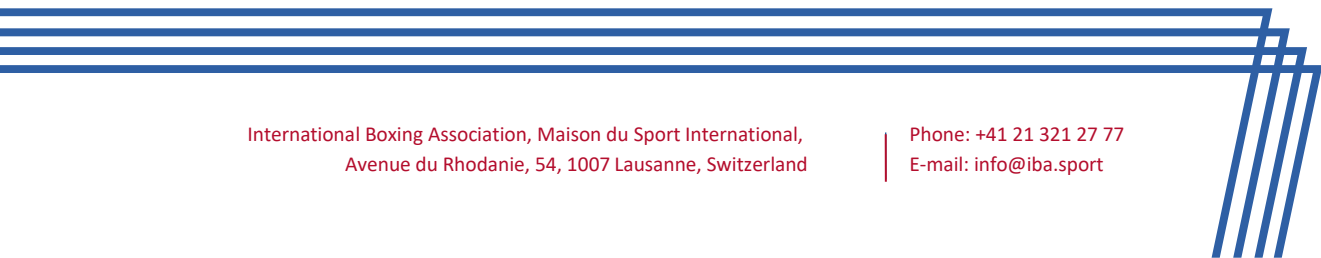 International Boxing Association, Maison du Sport International,
Avenue du Rhodanie, 54, 1007 Lausanne, Switzerland
Phone: +41 21 321 27 77
E-mail: info@iba.sport